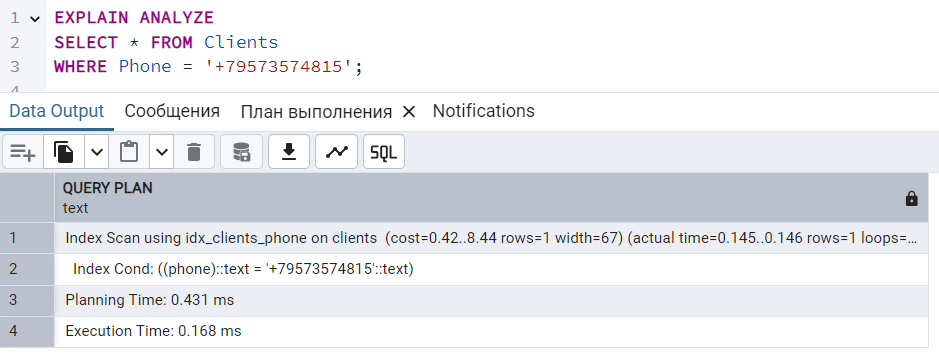 1 EXPLAIN ANALYZE
2 SELECT * FROM Clients
3 WHERE Phone = '+79573574815';
4
Data Output Сообщения План выполнения Notifications
SQL
QUERY PLAN
text
1 Index Scan using idx_clients_phone on clients (cost=0.42..8.44 rows=1 width=67) (actual time=0.145..0.146 rows=1 loops=...
2 Index Cond: ((phone)::text = '+79573574815'::text)
3 Planning Time: 0.431 ms
4 Execution Time: 0.168 ms